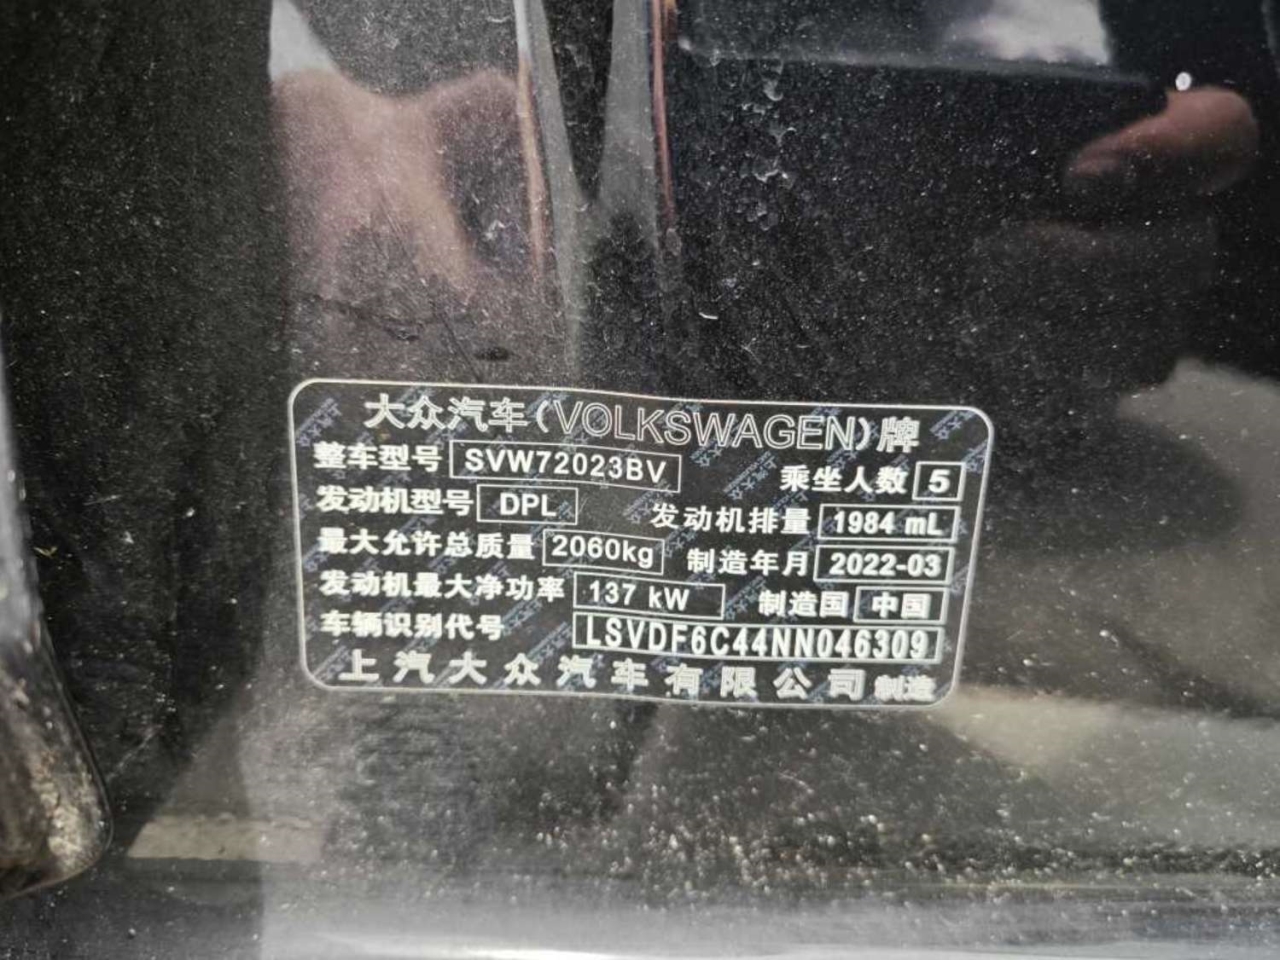 大众汽车(VOLKSWAGEN)牌
整车型号 SVW72023BV 乘坐人数 5
发动机型号 DPL 发动机排量 1984 mL
最大允许总质量 2060kg 制造年月 2022-03
发动机最大净功率 137 kW 制造国 中国
车辆识别代号 LSVDF6C44NN046309
上汽大众汽车有限公司 制造